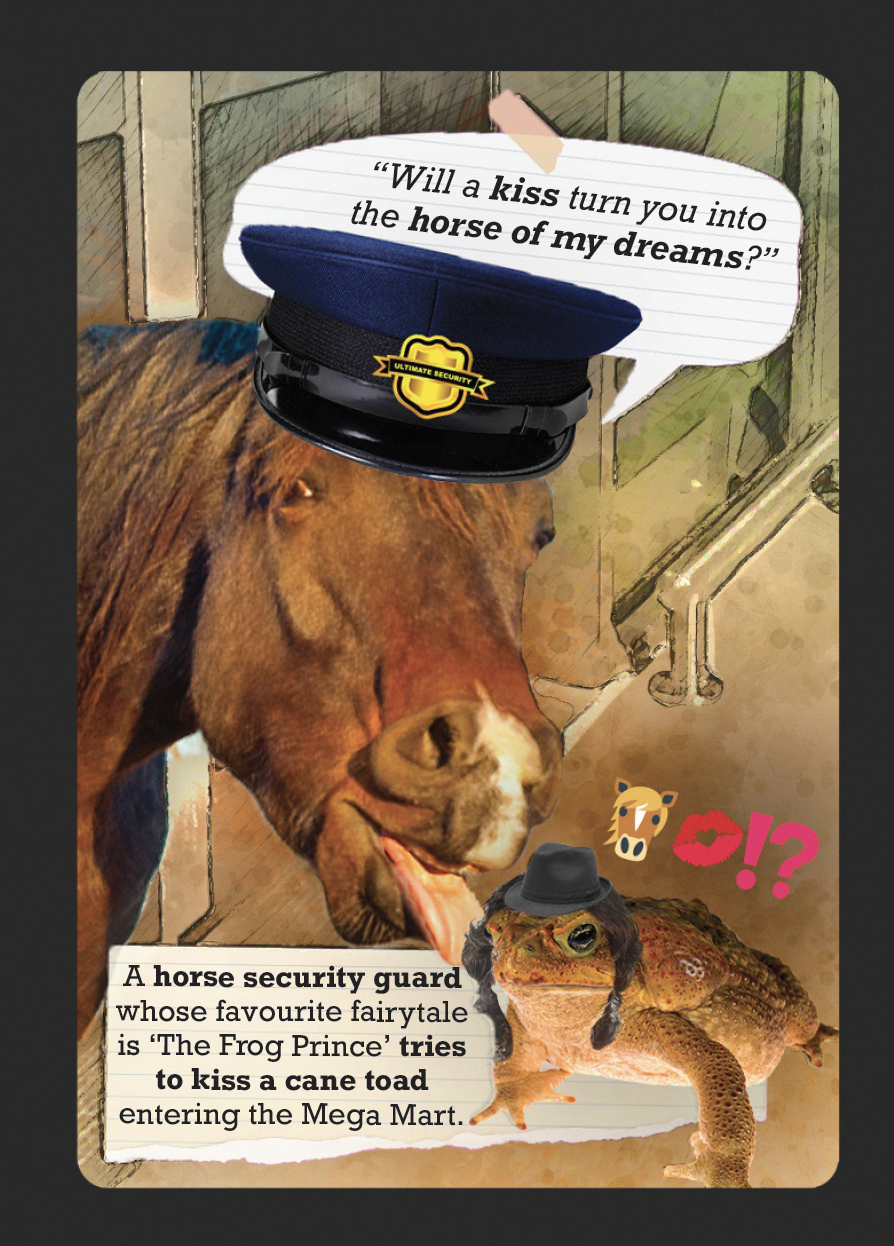 “Will a kiss turn you into
the horse of my dreams?”
ULTIMATE SECURITY
!?
A horse security guard
whose favourite fairytale
is ‘The Frog Prince’ tries
to kiss a cane toad
entering the Mega Mart.